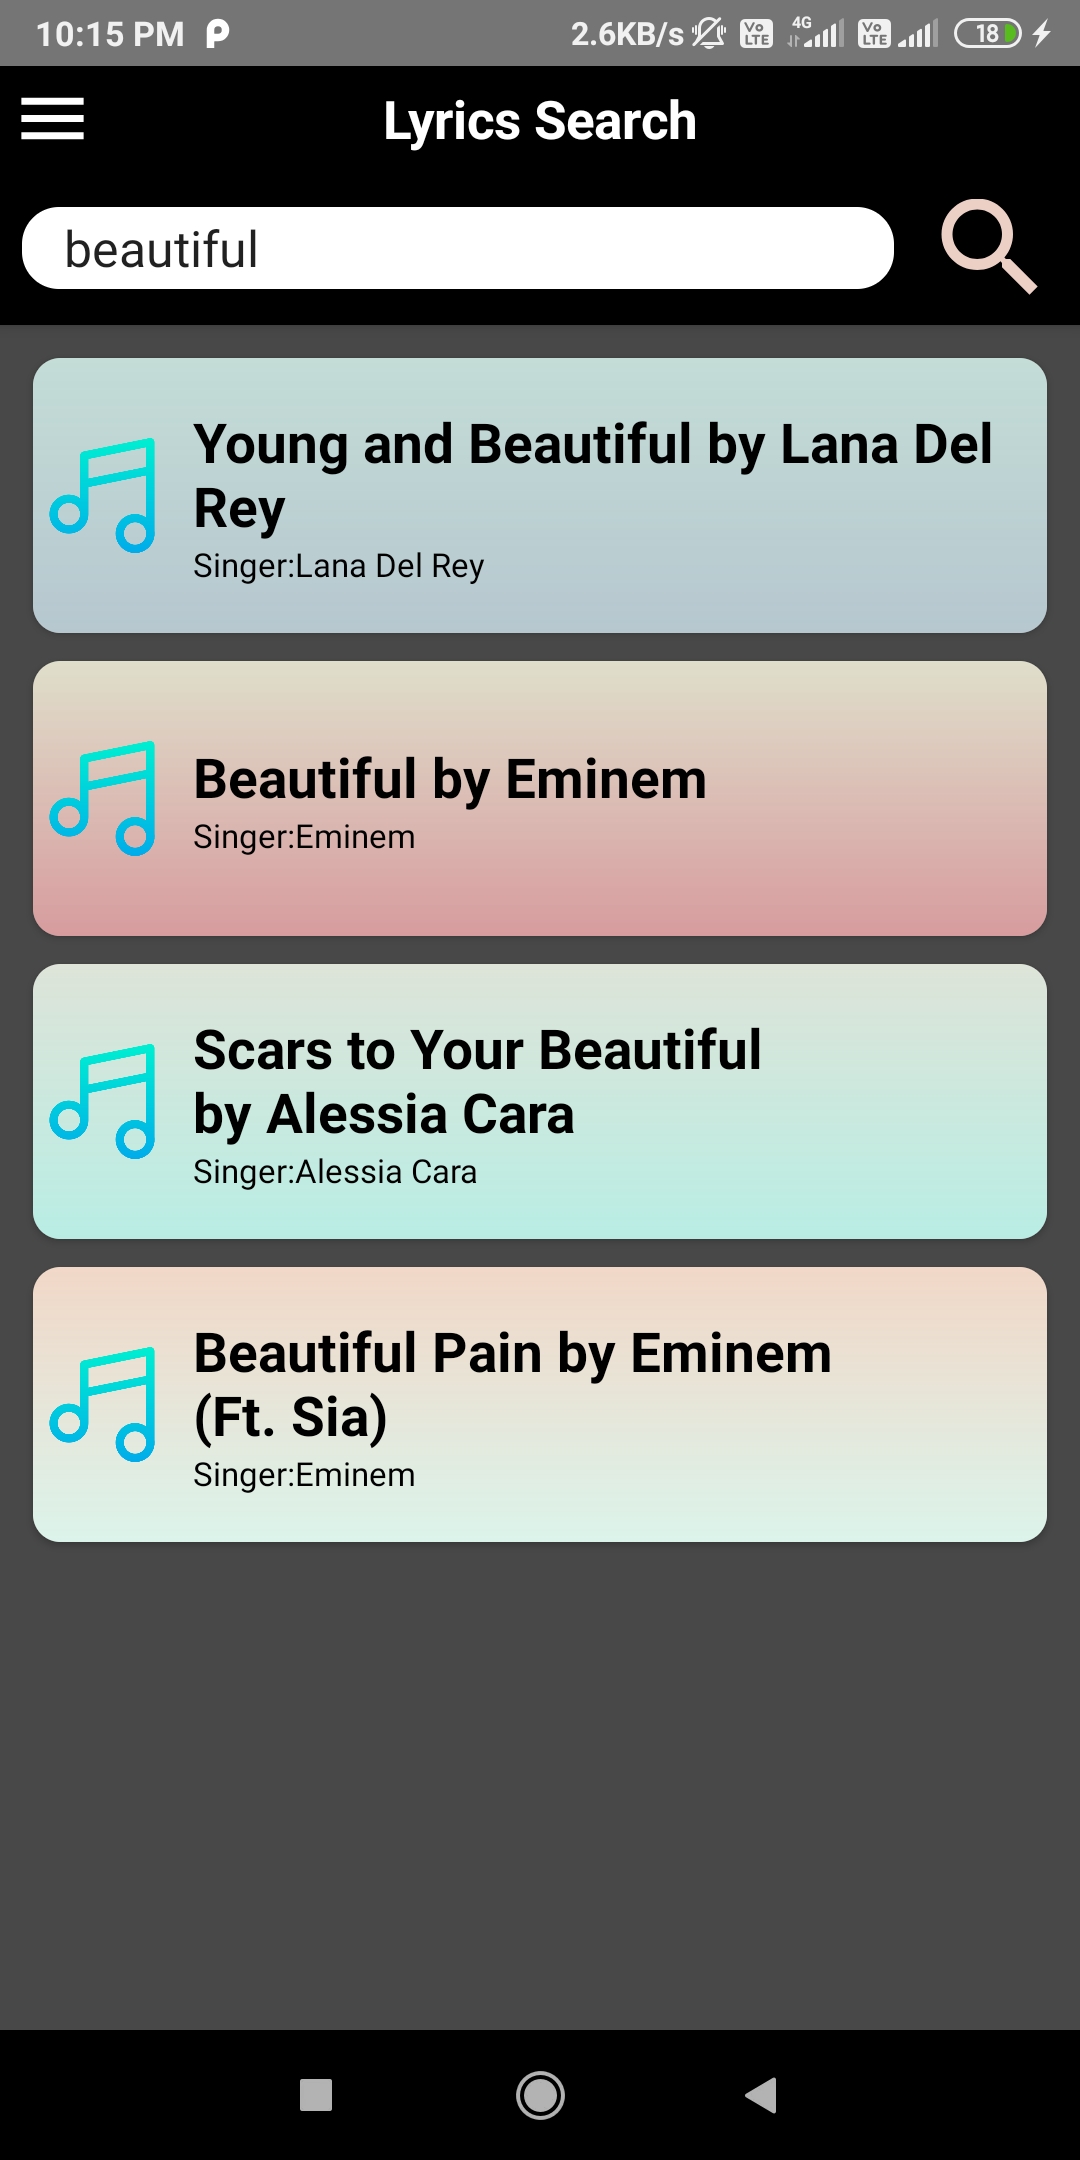 10:15 PM 2.6KB/s Vo LTE 4G Vo LTE 18
Lyrics Search
beautiful
Young and Beautiful by Lana Del
Rey
Singer:Lana Del Rey
Beautiful by Eminem
Singer:Eminem
Scars to Your Beautiful
by Alessia Cara
Singer:Alessia Cara
Beautiful Pain by Eminem
(Ft. Sia)
Singer:Eminem